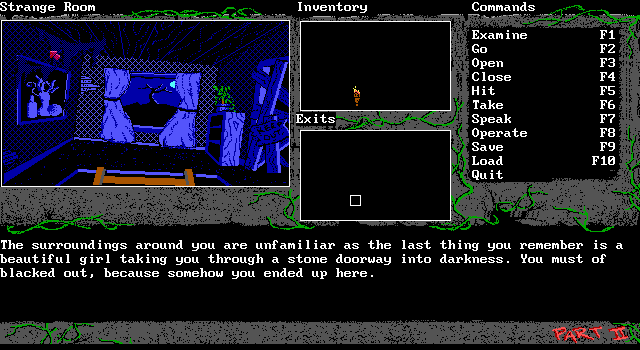 Strange Room
Inventory
Commands
Examine F1
Go F2
Open F3
Close F4
Hit F5
Take F6
Speak F7
Operate F8
Save F9
Load F10
Quit
Exits
The surroundings around you are unfamiliar as the last thing you remember is a
beautiful girl taking you through a stone doorway into darkness. You must of
blacked out, because somehow you ended up here.
PART II